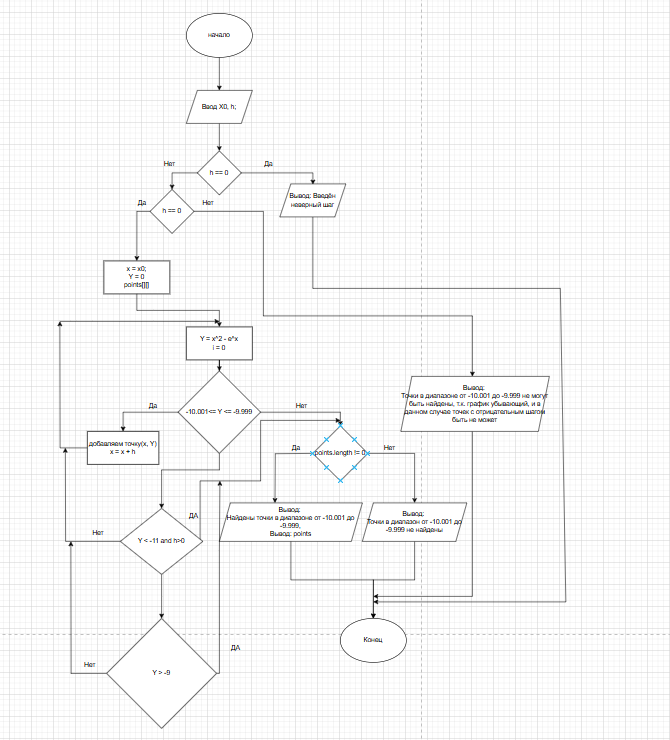 начало
Ввод X0, h;
Нет
Да
h == 0
Вывод: Введён
неверный шаг
Да
h == 0
Нет
x = x0;
Y = 0
points[][]
Y = x^2 - e^x
i = 0
Вывод:
Точки в диапазоне от -10.001 до -9.999 не могут
быть найдены, т.к. график убывающий, и в
данном случае точек с отрицательным шагом
быть не может
Да
-10.001<= Y <= -9.999
Нет
добавляем точку(x, Y)
x = x + h
Да
points.length != 0
Нет
Вывод:
Найдены точки в диапазоне от -10.001 до
-9.999,
Вывод: points
Вывод:
Точки в диапазон от -10.001 до
-9.999 не найдены
ДА
Нет
Y < -11 and h>0
Конец
ДА
Нет
Y > -9